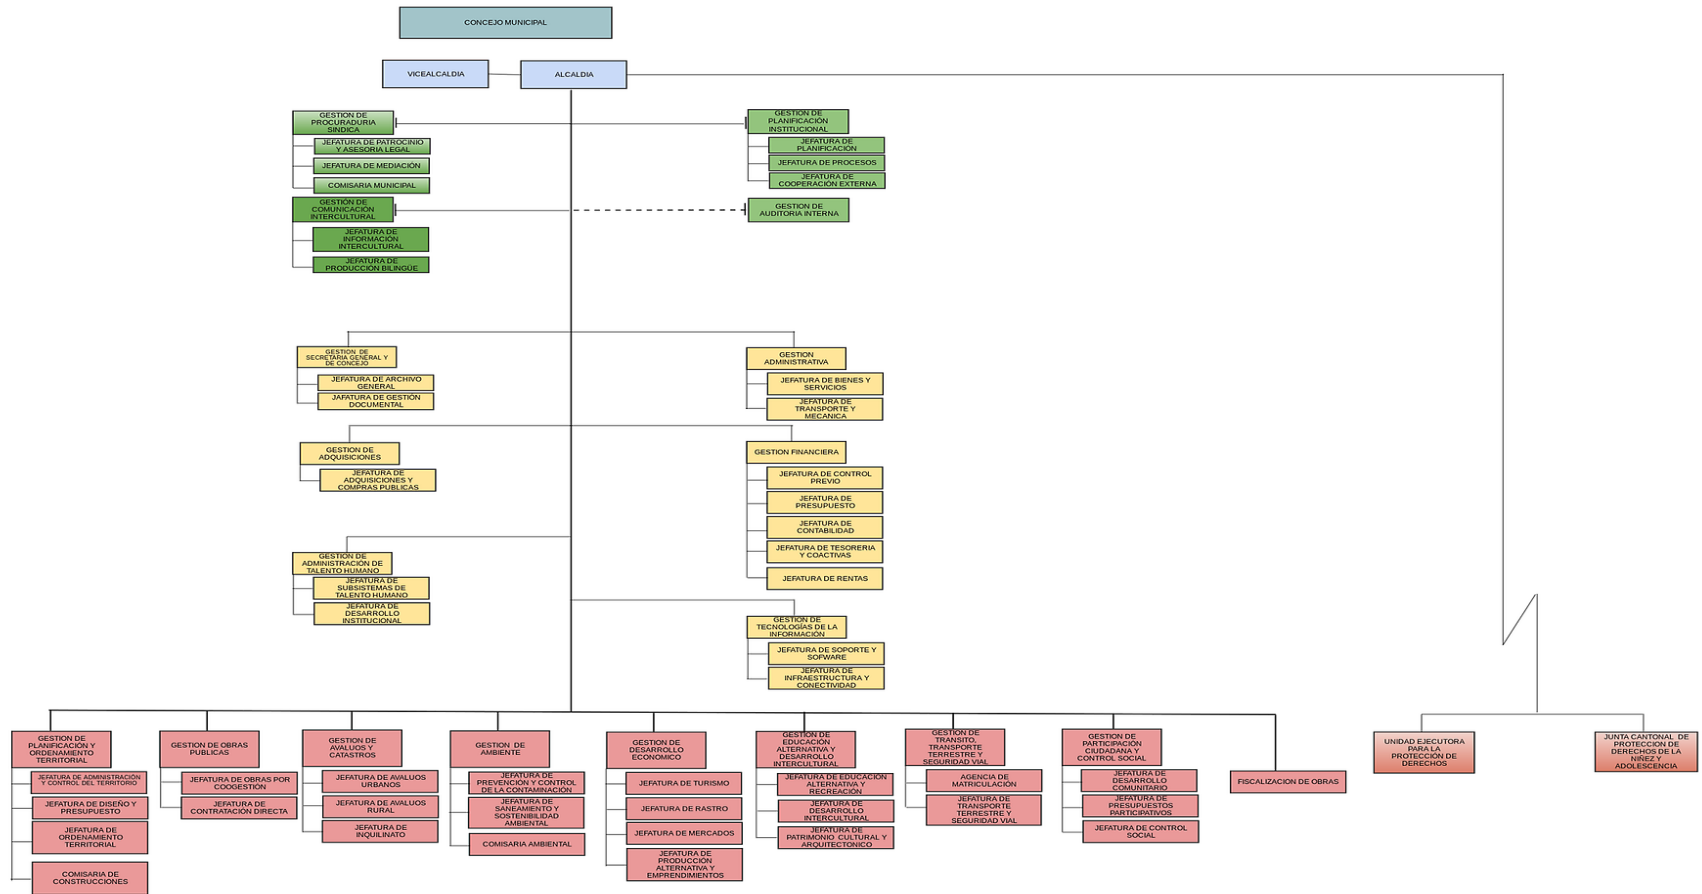 CONCEJO MUNICIPAL
VICEALCALDIA
ALCALDIA
GESTION DE
PROCURADURIA
SINDICA
JEFATURA DE PATROCINIO
Y ASESORIA LEGAL
JEFATURA DE MEDIACIÓN
COMISARIA MUNICIPAL
GESTIÓN DE
COMUNICACIÓN
INTERCULTURAL
JEFATURA DE
INFORMACIÓN
INTERCULTURAL
JEFATURA DE
PRODUCCIÓN BILINGÜE
GESTION DE
PLANIFICACIÓN
INSTITUCIONAL
JEFATURA DE
PLANIFICACIÓN
JEFATURA DE PROCESOS
JEFATURA DE
COOPERACIÓN EXTERNA
GESTION DE
AUDITORIA INTERNA
GESTION DE
SECRETARIA GENERAL Y
DE CONCEJO
JEFATURA DE ARCHIVO
GENERAL
JAFATURA DE GESTIÓN
DOCUMENTAL
GESTION
ADMINISTRATIVA
JEFATURA DE BIENES Y
SERVICIOS
JEFATURA DE
TRANSPORTE Y
MECANICA
GESTION DE
ADQUISICIONES
JEFATURA DE
ADQUISICIONES Y
COMPRAS PUBLICAS
GESTION FINANCIERA
JEFATURA DE CONTROL
PREVIO
JEFATURA DE
PRESUPUESTO
JEFATURA DE
CONTABILIDAD
JEFATURA DE TESORERIA
Y COACTIVAS
JEFATURA DE RENTAS
GESTION DE
ADMINISTRACIÓN DE
TALENTO HUMANO
JEFATURA DE
SUBSISTEMAS DE
TALENTO HUMANO
JEFATURA DE
DESARROLLO
INSTITUCIONAL
GESTION DE
TECNOLOGÍAS DE LA
INFORMACIÓN
JEFATURA DE SOPORTE Y
SOFWARE
JEFATURA DE
INFRAESTRUCTURA Y
CONECTIVIDAD
GESTION DE
PLANIFICACIÓN Y
ORDENAMIENTO
TERRITORIAL
JEFATURA DE ADMINISTRACIÓN
Y CONTROL DEL TERRITORIO
JEFATURA DE DISEÑO Y
PRESUPUESTO
JEFATURA DE
ORDENAMIENTO
TERRITORIAL
COMISARIA DE
CONSTRUCCIONES
GESTION DE OBRAS
PUBLICAS
JEFATURA DE OBRAS POR
COOGESTIÓN
JEFATURA DE
CONTRATACIÓN DIRECTA
GESTION DE
AVALUOS Y
CATASTROS
JEFATURA DE AVALUOS
URBANOS
JEFATURA DE AVALUOS
RURAL
JEFATURA DE
INQUILINATO
GESTION DE
AMBIENTE
JEFATURA DE
PREVENCIÓN Y CONTROL
DE LA CONTAMINACIÓN
JEFATURA DE
SANEAMIENTO Y
SOSTENIBILIDAD
AMBIENTAL
COMISARIA AMBIENTAL
GESTION DE
DESARROLLO
ECONOMICO
JEFATURA DE TURISMO
JEFATURA DE RASTRO
JEFATURA DE MERCADOS
JEFATURA DE
PRODUCCIÓN
ALTERNATIVA Y
EMPRENDIMIENTOS
GESTION DE
EDUCACIÓN
ALTERNATIVA Y
DESARROLLO
INTERCULTURAL
JEFATURA DE EDUCACIÓN
ALTERNATIVA Y
RECREACIÓN
JEFATURA DE
DESARROLLO
INTERCULTURAL
JEFATURA DE
PATRIMONIO CULTURAL Y
ARQUITECTONICO
GESTION DE
TRANSITO,
TRANSPORTE
TERRESTRE Y
SEGURIDAD VIAL
AGENCIA DE
MATRICULACIÓN
JEFATURA DE
TRANSPORTE
TERRESTRE Y
SEGURIDAD VIAL
GESTION DE
PARTICIPACIÓN
CIUDADANA Y
CONTROL SOCIAL
JEFATURA DE
DESARROLLO
COMUNITARIO
JEFATURA DE
PRESUPUESTOS
PARTICIPATIVOS
JEFATURA DE CONTROL
SOCIAL
FISCALIZACION DE OBRAS
UNIDAD EJECUTORA
PARA LA
PROTECCION DE
DERECHOS
JUNTA CANTONAL DE
PROTECCION DE
DERECHOS DE LA
NIÑEZ Y
ADOLESCENCIA